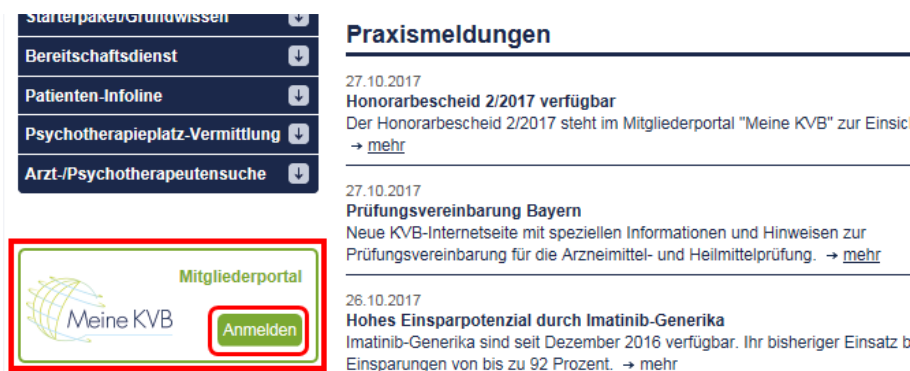 Starterpaket/Grundwissen
Bereitschaftsdienst
Patienten-Infoline
Psychotherapieplatz-Vermittlung
Arzt-/Psychotherapeutensuche
Mitgliederportal
Meine KVB
Anmelden
Praxismeldungen
27.10.2017
Honorarbescheid 2/2017 verfügbar
Der Honorarbescheid 2/2017 steht im Mitgliederportal "Meine KVB" zur
→ mehr
27.10.2017
Prüfungsvereinbarung Bayern
Neue KVB-Internetseite mit speziellen Informationen und Hinweisen zur
Prüfungsvereinbarung für die Arzneimittel- und Heilmittelprüfung. → mehr
26.10.2017
Hohes Einsparpotenzial durch Imatinib-Generika
Imatinib-Generika sind seit Dezember 2016 verfügbar. Ihr bisheriger Einsatz
Einsparungen von bis zu 92 Prozent. → mehr